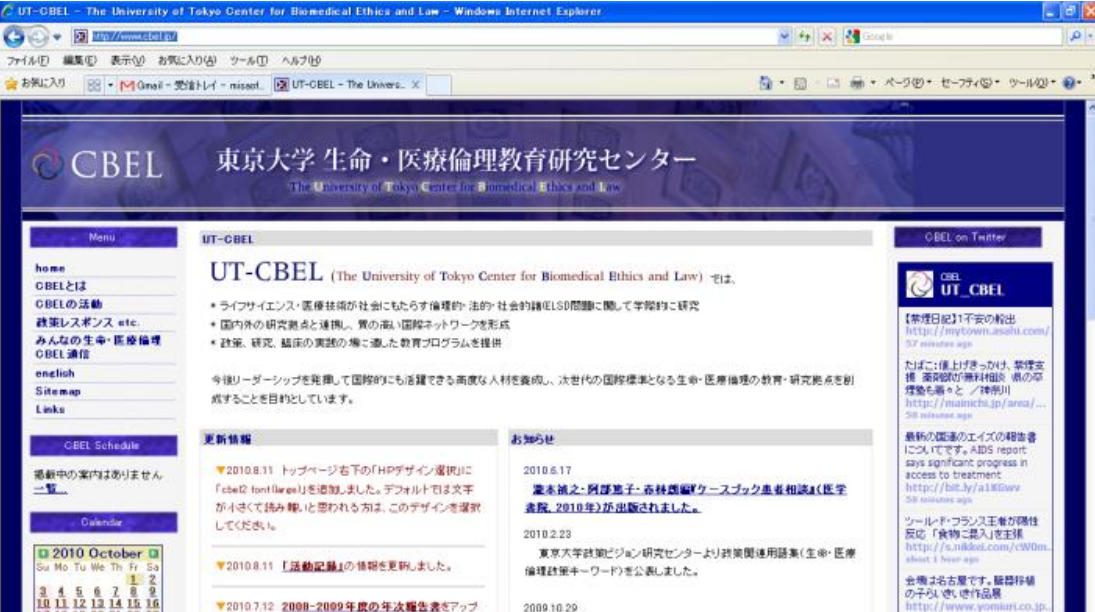 UT-CBEL - The University of Tokyo Center for Biomedical Ethics and Law - Windows Internet Explorer
http://www.cbel.jp/
Google
ファイル(F) 編集(E) 表示(V) お気に入り(A) ツール(T) ヘルプ(H)
お気に入り
Gmail - 受信トレイ -
UT-CBEL - The Univers...
ページ(P) セーフティ(S) ツール(O)
CBEL
東京大学 生命・医療倫理教育研究センター
The University of Tokyo Center for Biomedical Ethics and Law
Menu
home
CBELとは
CBELの活動
政策レスポンス etc.
みんなの生命・医療倫理
CBEL通信
english
Sitemap
Links
CBEL Schedule
掲載中の案内はありません
一覧...
Calendar
2010 October
Su Mo Tu We Th Fr Sa
1 2
3 4 5 6 7 8 9
10 11 12 13 14 15 16
UT-CBEL
UT-CBEL (The University of Tokyo Center for Biomedical Ethics and Law) では、
* ライフサイエンス・医療技術が社会にもたらす倫理的・法的・社会的諸(ELSI)問題に関して学際的に研究
* 国内外の研究拠点と連携し、質の高い国際ネットワークを形成
* 政策、研究、臨床の実践の場に適した教育プログラムを提供
今後リーダーシップを発揮して国際的にも活躍できる高度な人材を養成し、次世代の国際標準となる生命・医療倫理の教育・研究拠点を創
成することを目的としています。
更新情報
▼2010.8.11 トップページ右下の「HPデザイン選択」に
「cbel2 font(large)」を追加しました。デフォルトでは文字
が小さくて読み難いと思われる方は、このデザインを選択
してください。
▼2010.8.11 「活動記録」の情報を更新しました。
▼2010.7.12 2008-2009年度の年次報告書をアップ
お知らせ
2010.6.17
瀧本禎之・阿部篤子・赤林朗編『ケースブック患者相談』(医学
書院、2010年)が出版されました。
2010.2.23
東京大学政策ビジョン研究センターより政策関連用語集(生命・医療
倫理政策キーワード)を公表しました。
2009.10.29
CBEL on Twitter
CBEL
UT_CBEL
【禁煙日記】1不安の船出
http://mytown.asahi.com/
57 minutes ago
たばこ:値上げきっかけ、禁煙支
援 薬剤師が無料相談 県の卒
煙塾も着々と /神奈川
http://mainichi.jp/area/...
58 minutes ago
最新の国連のエイズの報告書
についてです。AIDS report
says significant progress in
access to treatment
58 minutes ago
ツール・ド・フランス王者が陽性
反応 「食物に混入」を主張
http://s.nikkei.com/cW0m...
about 1 hour ago
会場は名古屋です。臓器移植
の子らいきいき作品展
http://www.yomiuri.co.jp...